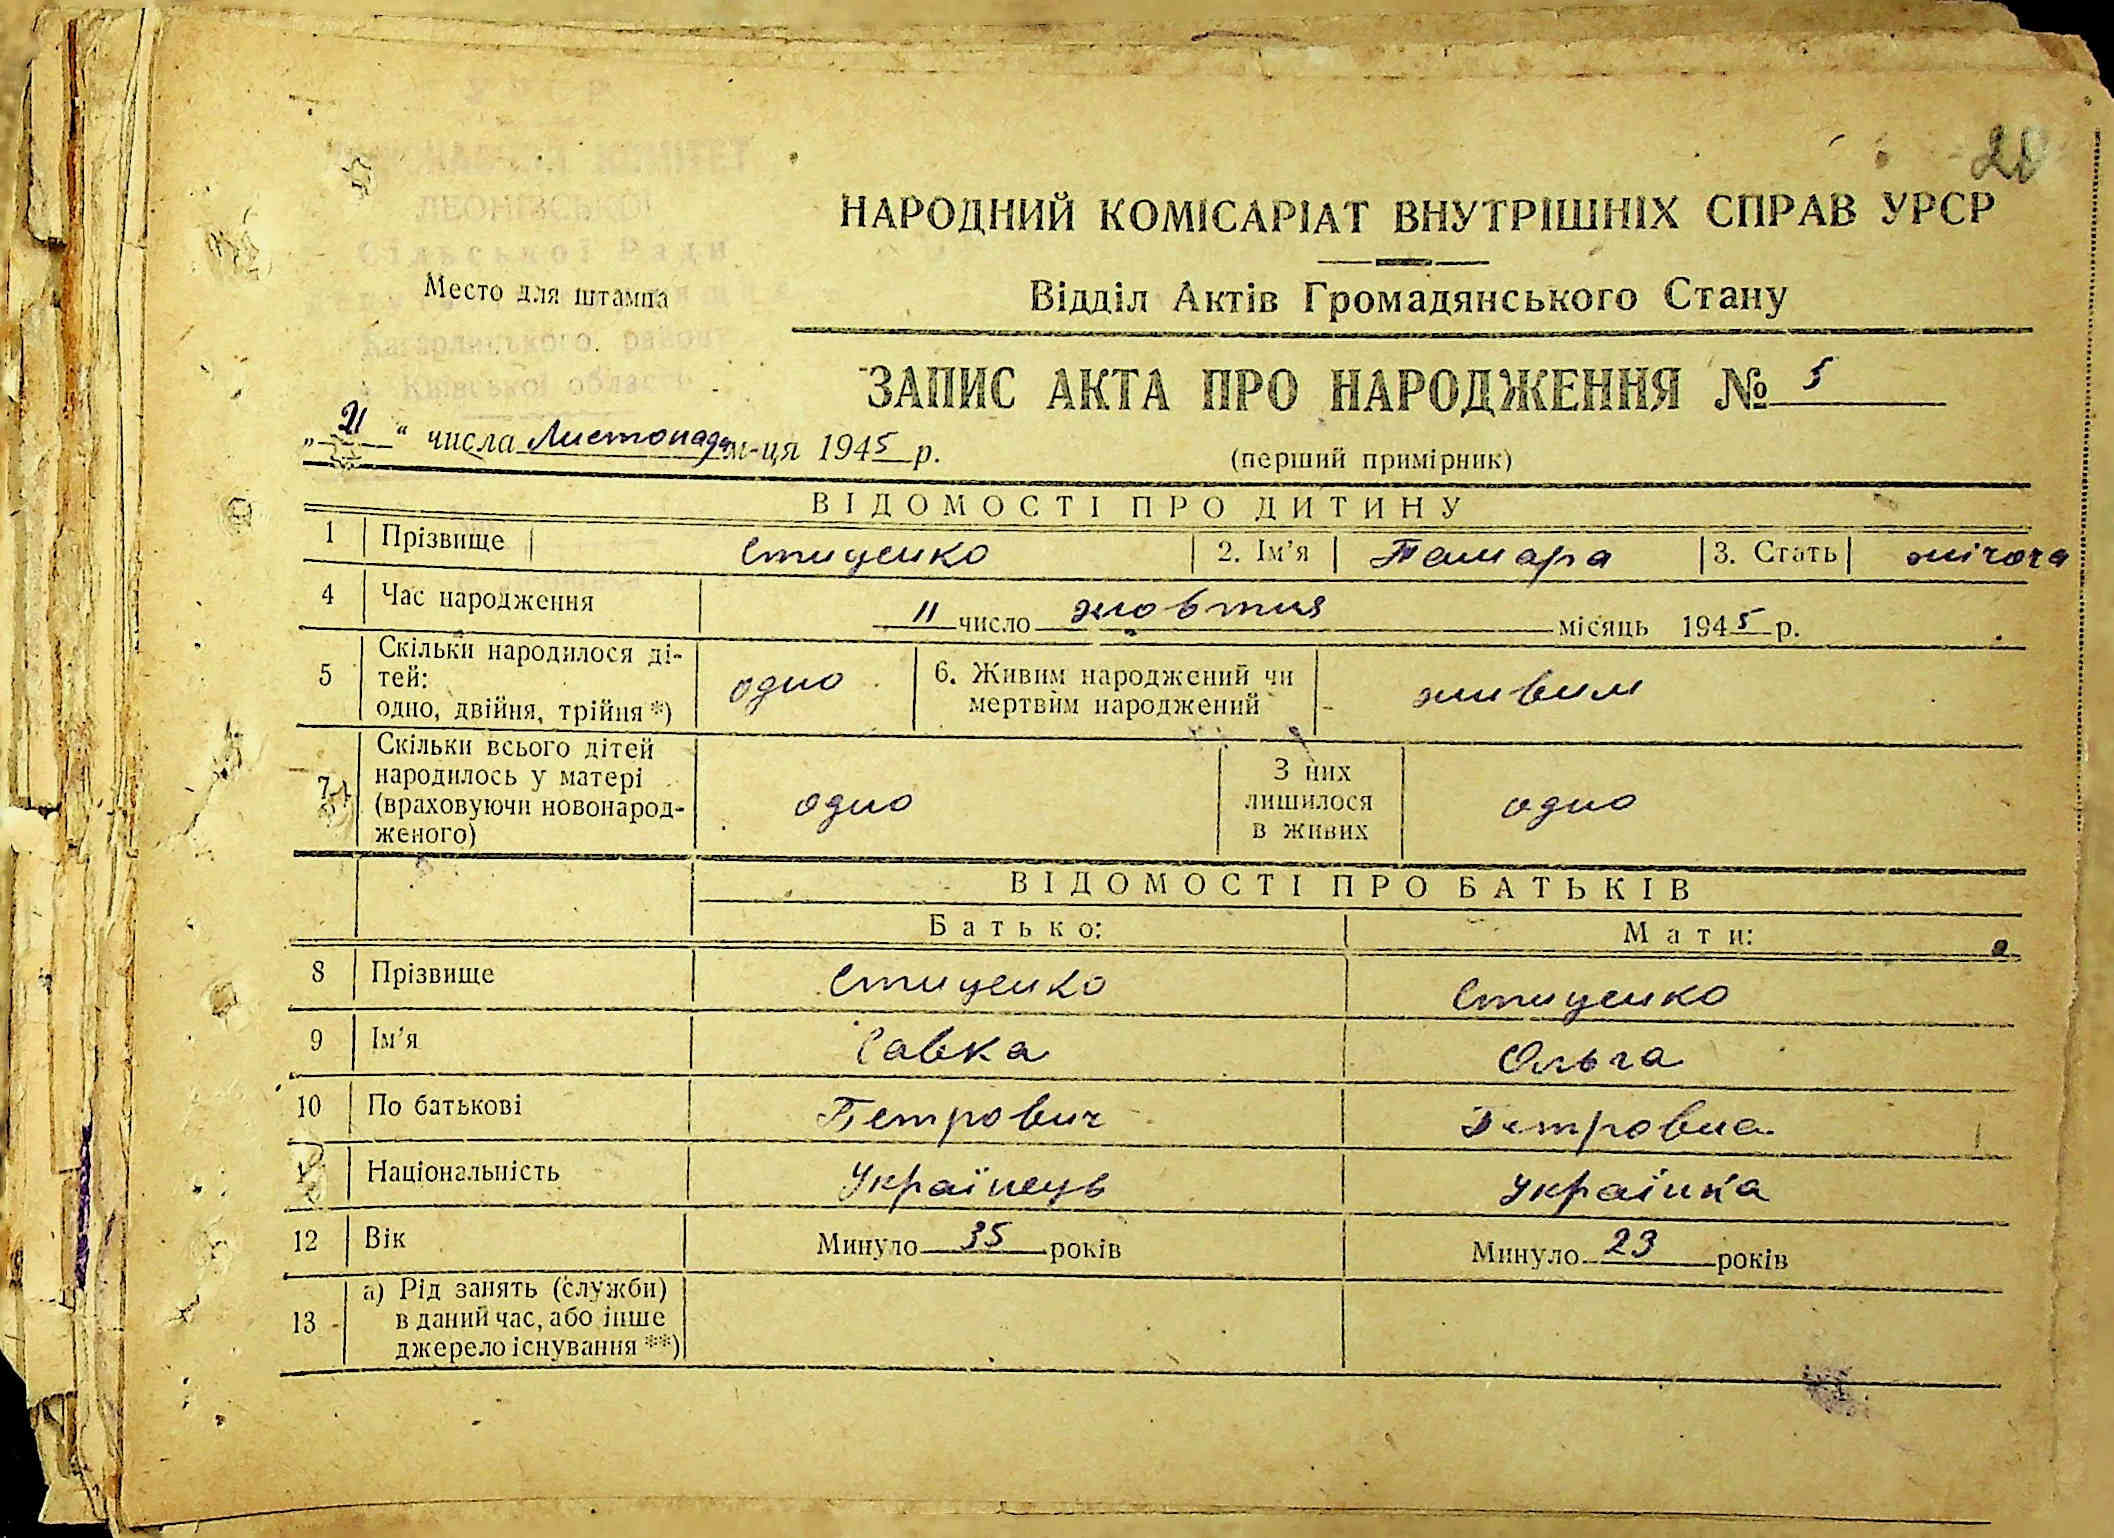 20
КОМІТЕТ
ЛЕОНІВСЬКОЇ
Сільської Ради
Кагарлицького району
Київської області
Место для штампа
НАРОДНИЙ КОМІСАРІАТ ВНУТРІШНІХ СПРАВ УРСР
Відділ Актів Громадянського Стану
ЗАПИС АКТА ПРО НАРОДЖЕННЯ № 5
„21“ числа Листопада м-ця 1945 р.
(перший примірник)
ВІДОМОСТІ ПРО ДИТИНУ
1 Прізвище Стиценко 2. Ім’я Тамара 3. Стать жіноча
4 Час народження 11 число жовтня місяць 1945 р.
5 Скільки народилося ді-
тей:
одно, двійня, трійня *) одно 6. Живим народжений чи
мертвим народжений живим
7 Скільки всього дітей
народилось у матері
(враховуючи новонарод-
женого) одно З них
лишилося
в живих одно
ВІДОМОСТІ ПРО БАТЬКІВ
Батько: Мати:
8 Прізвище Стиценко Стиценко
9 Ім’я Савка Ольга
10 По батькові Петрович Петровна
Національність Українець Українка
12 Вік Минуло 35 років Минуло 23 років
13 а) Рід занять (служби)
в даний час, або інше
джерело існування **)